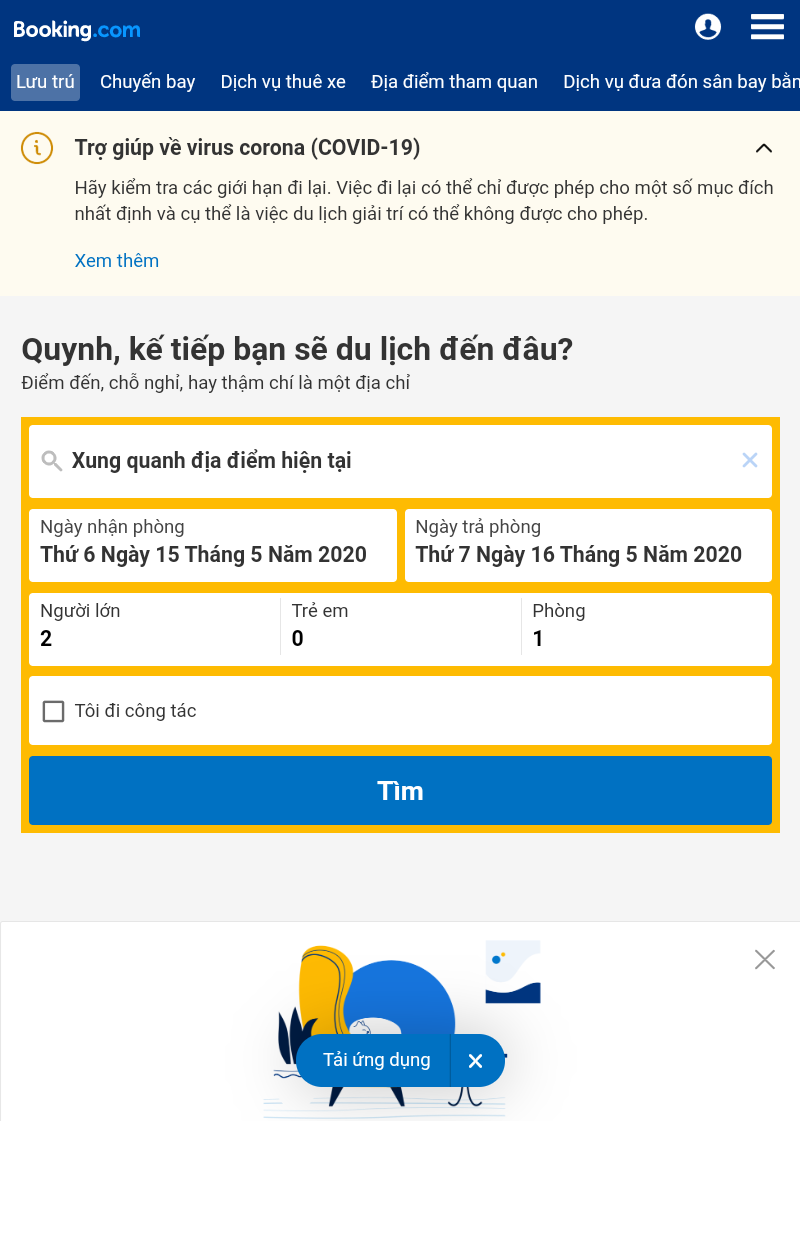 Booking.com
Lưu trú Chuyến bay Dịch vụ thuê xe Địa điểm tham quan Dịch vụ đưa đón sân bay bằn
Trợ giúp về virus corona (COVID-19)
Hãy kiểm tra các giới hạn đi lại. Việc đi lại có thể chỉ được phép cho một số mục đích
nhất định và cụ thể là việc du lịch giải trí có thể không được cho phép.
Xem thêm
Quynh, kế tiếp bạn sẽ du lịch đến đâu?
Điểm đến, chỗ nghỉ, hay thậm chí là một địa chỉ
Xung quanh địa điểm hiện tại
Ngày nhận phòng Ngày trả phòng
Thứ 6 Ngày 15 Tháng 5 Năm 2020 Thứ 7 Ngày 16 Tháng 5 Năm 2020
Người lớn Trẻ em Phòng
2 0 1
Tôi đi công tác
Tìm
Tải ứng dụng